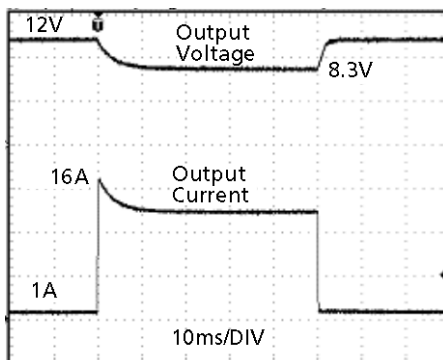 12V
Output
Voltage
8.3V
16A
Output
Current
1A
10ms/DIV